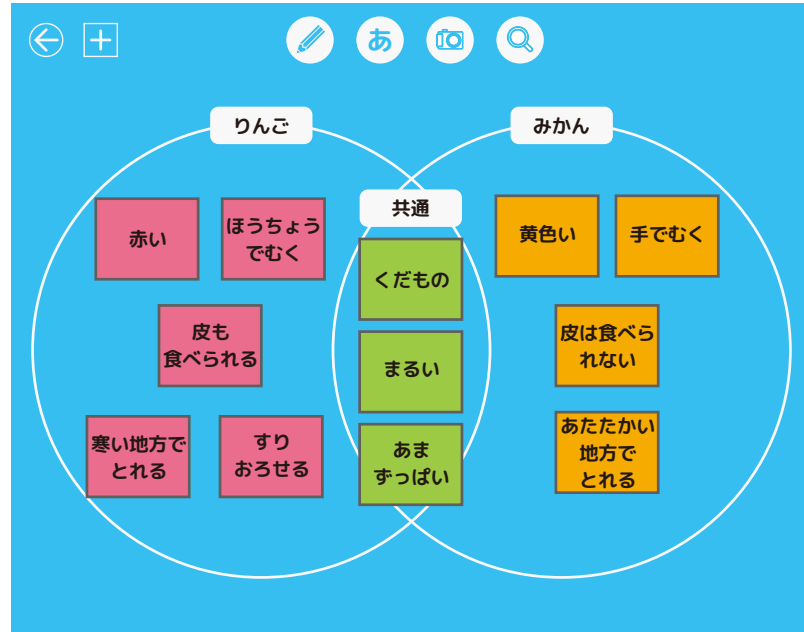 あ
りんご
みかん
共通
赤い
ほうちょう
でむく
皮も
食べられる
寒い地方で
とれる
すり
おろせる
くだもの
まるい
あま
ずっぱい
黄色い
手でむく
皮は食べら
れない
あたたかい
地方で
とれる